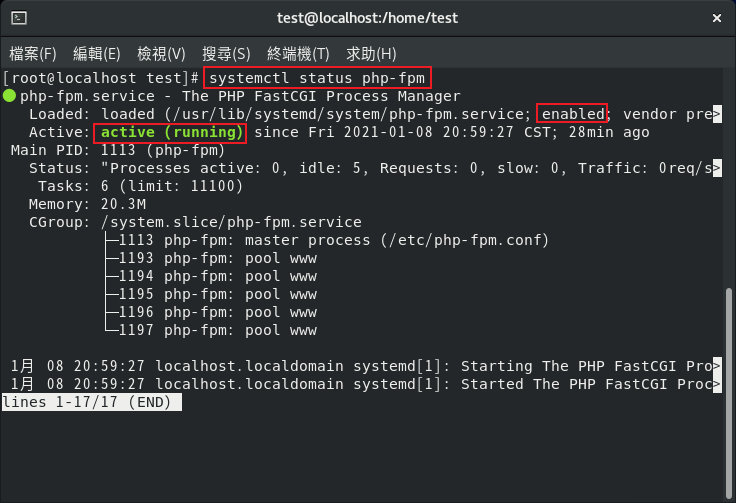 test@localhost:/home/test
檔案(F) 編輯(E) 檢視(V) 搜尋(S) 終端機(T) 求助(H)
[root@localhost test]# systemctl status php-fpm
● php-fpm.service - The PHP FastCGI Process Manager
   Loaded: loaded (/usr/lib/systemd/system/php-fpm.service; enabled; vendor pre>
   Active: active (running) since Fri 2021-01-08 20:59:27 CST; 28min ago
 Main PID: 1113 (php-fpm)
   Status: "Processes active: 0, idle: 5, Requests: 0, slow: 0, Traffic: 0req/s>
    Tasks: 6 (limit: 11100)
   Memory: 20.3M
   CGroup: /system.slice/php-fpm.service
           ├─1113 php-fpm: master process (/etc/php-fpm.conf)
           ├─1193 php-fpm: pool www
           ├─1194 php-fpm: pool www
           ├─1195 php-fpm: pool www
           ├─1196 php-fpm: pool www
           └─1197 php-fpm: pool www
 1月 08 20:59:27 localhost.localdomain systemd[1]: Starting The PHP FastCGI Pro>
 1月 08 20:59:27 localhost.localdomain systemd[1]: Started The PHP FastCGI Proc>
lines 1-17/17 (END)